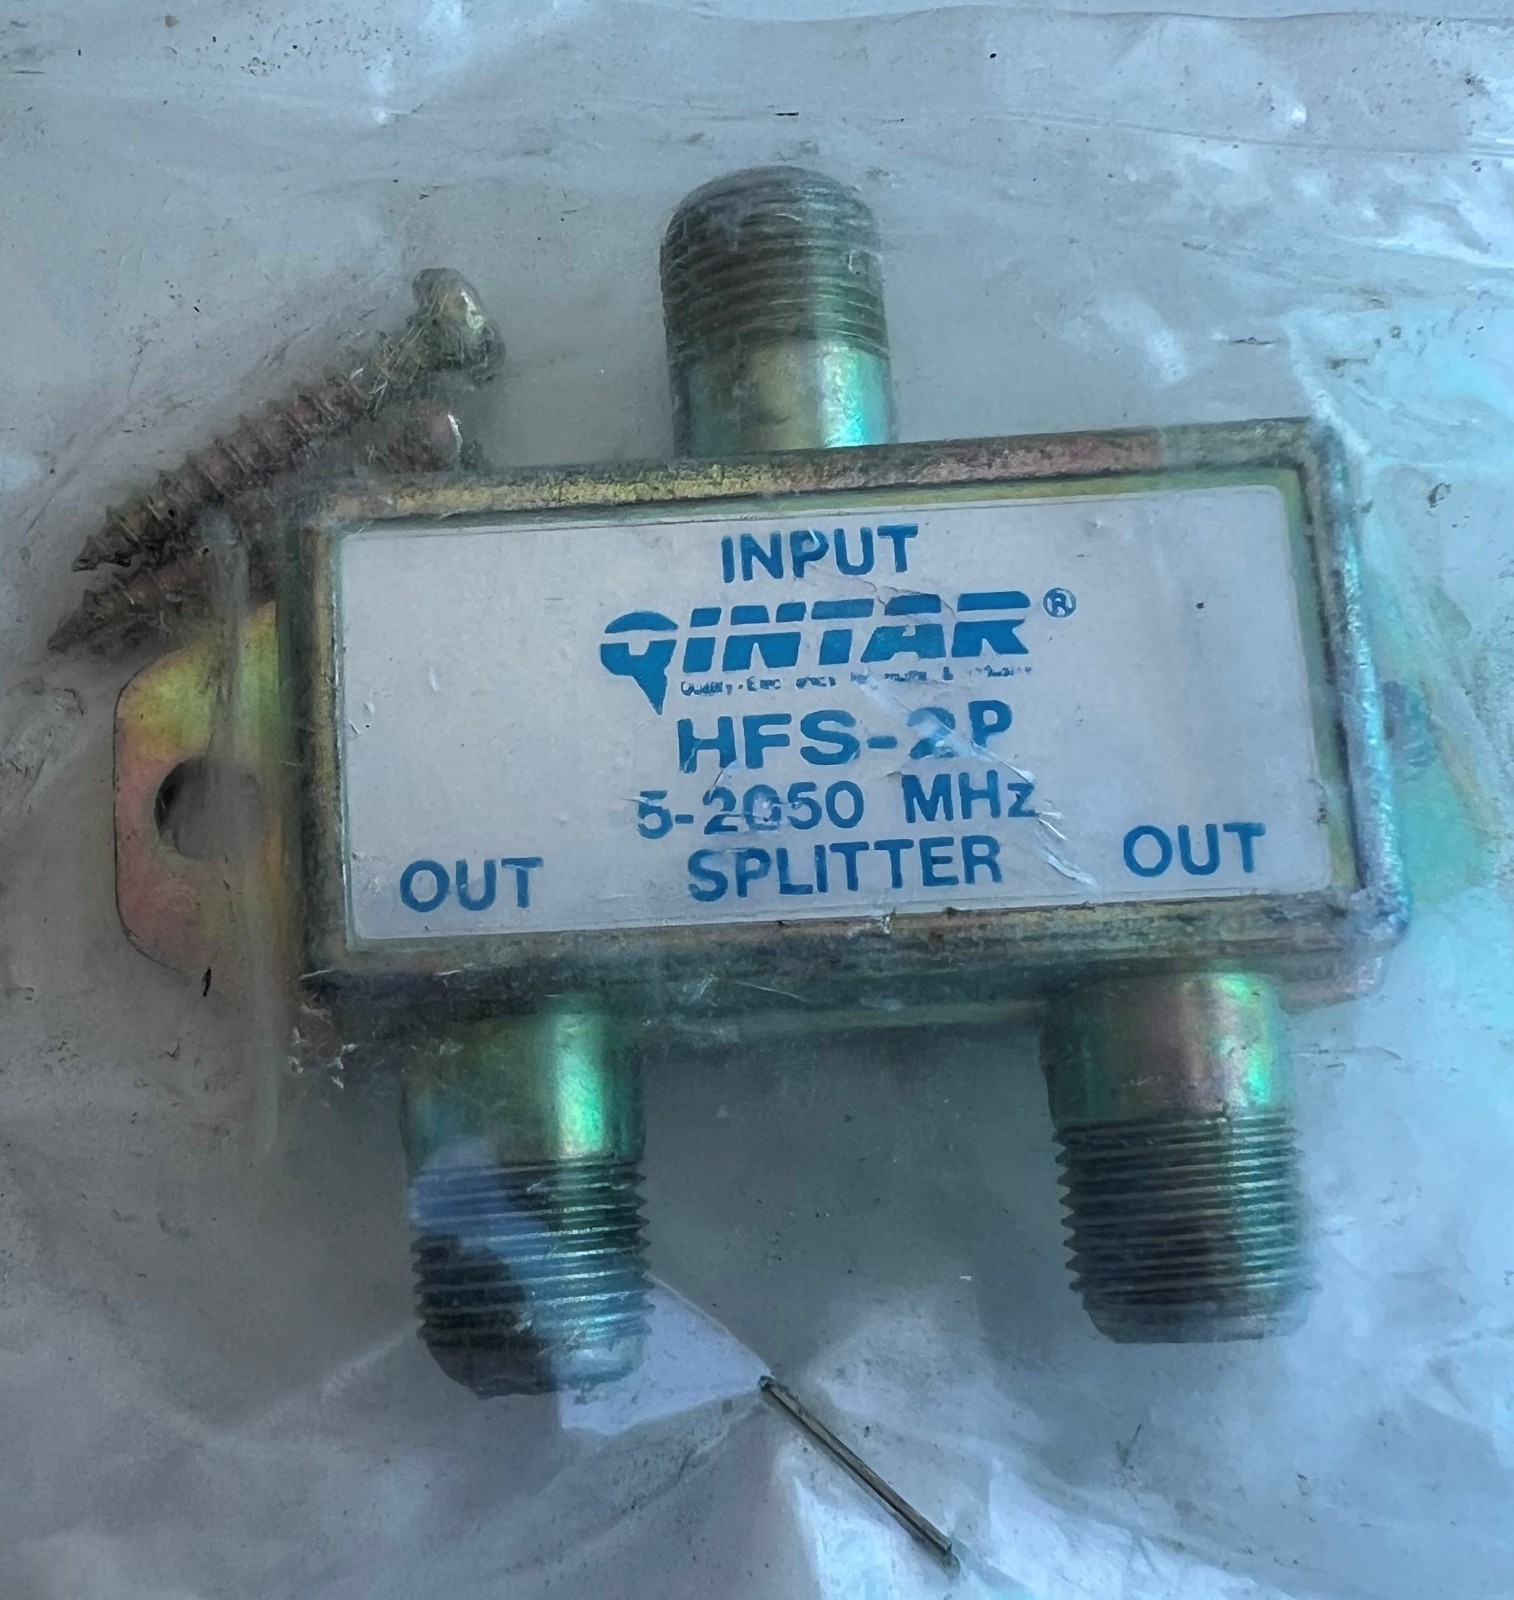 INPUT
QINTAR®
HFS-2P
5-2050 MHz
OUT SPLITTER OUT